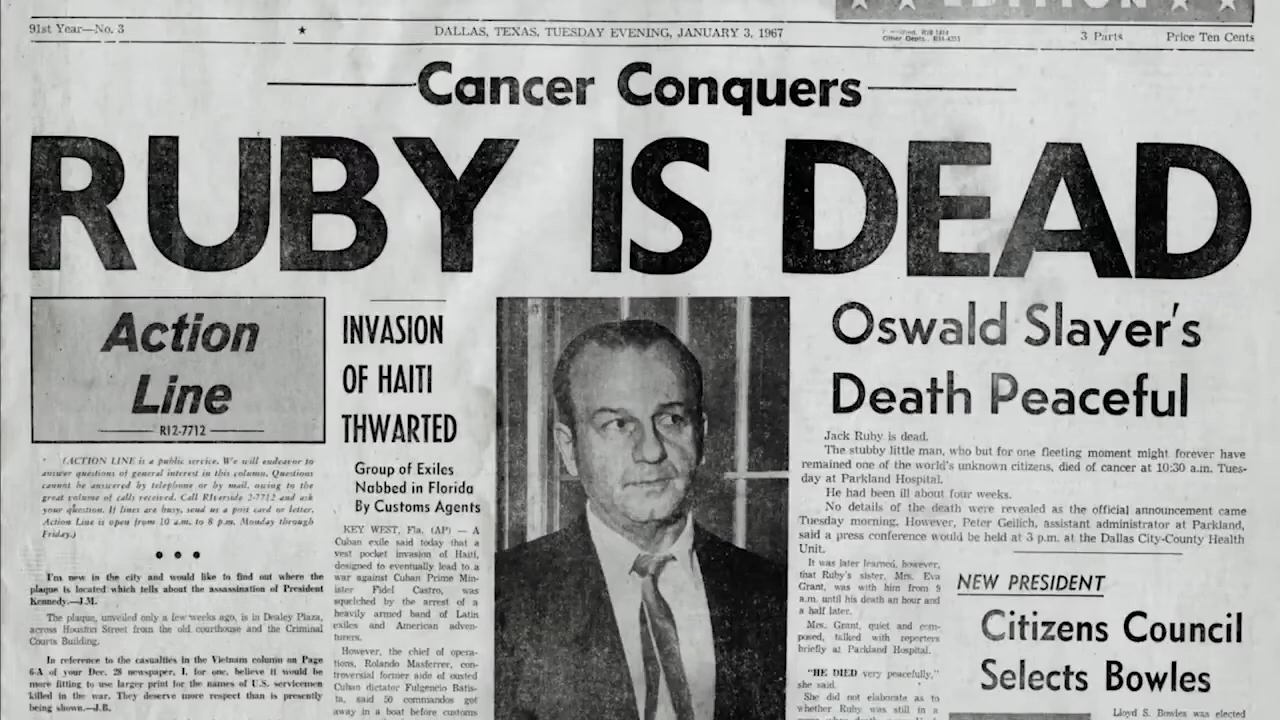 EDITION
91st Year—No. 3
DALLAS, TEXAS, TUESDAY EVENING, JANUARY 3, 1967
3 Parts
Price Ten Cents
Cancer Conquers
RUBY IS DEAD
Action
Line
RI2-7712
(ACTION LINE is a public service. We will endeavor to
answer questions of general interest in this column. Questions
cannot be answered by telephone or by mail, owing to the
great volume of calls received. Call RIverside 2-7712 and ask
your question. If lines are busy, send us a post card or letter.
Action Line is open from 10 a.m. to 8 p.m. Monday through
Friday.)
I'm new in the city and would like to find out where the
plaque is located which tells about the assassination of President
Kennedy.—J.M.
The plaque, unveiled only a few weeks ago, is in Dealey Plaza,
across Houston Street from the old courthouse and the Criminal
Courts Building.
In reference to the casualties in the Vietnam column on Page
6-A of your Dec. 28 newspaper, I, for one, believe it would be
more fitting to use larger print for the names of U.S. servicemen
killed in the war. They deserve more respect than is presently
being shown.—J.B.
INVASION
OF HAITI
THWARTED
Group of Exiles
Nabbed in Florida
By Customs Agents
KEY WEST, Fla. (AP) — A
Cuban exile said today that a
vest pocket invasion of Haiti,
designed to eventually lead to a
war against Cuban Prime Min-
ister Fidel Castro, was
squelched by the arrest of a
heavily armed band of Latin
exiles and American adven-
turers.
However, the chief of opera-
tions, Rolando Masferrer, con-
troversial former aide of ousted
Cuban dictator Fulgencio Batis-
ta, said 50 commandos got
away in a boat before customs
Oswald Slayer's
Death Peaceful
Jack Ruby is dead.
The stubby little man, who but for one fleeting moment might forever have
remained one of the world's unknown citizens, died of cancer at 10:30 a.m. Tues-
day at Parkland Hospital.
He had been ill about four weeks.
No details of the death were revealed as the official announcement came
Tuesday morning. However, Peter Geilich, assistant administrator at Parkland,
said a press conference would be held at 3 p.m. at the Dallas City-County Health
Unit.
It was later learned, however,
that Ruby's sister, Mrs. Eva
Grant, was with him from 9
a.m. until his death an hour and
a half later.
Mrs. Grant, quiet and com-
posed, talked with reporters
briefly at Parkland Hospital.
"HE DIED very peacefully,"
she said.
She did not elaborate as to
whether Ruby was still in a
NEW PRESIDENT
Citizens Council
Selects Bowles
Lloyd S. Bowles was elected